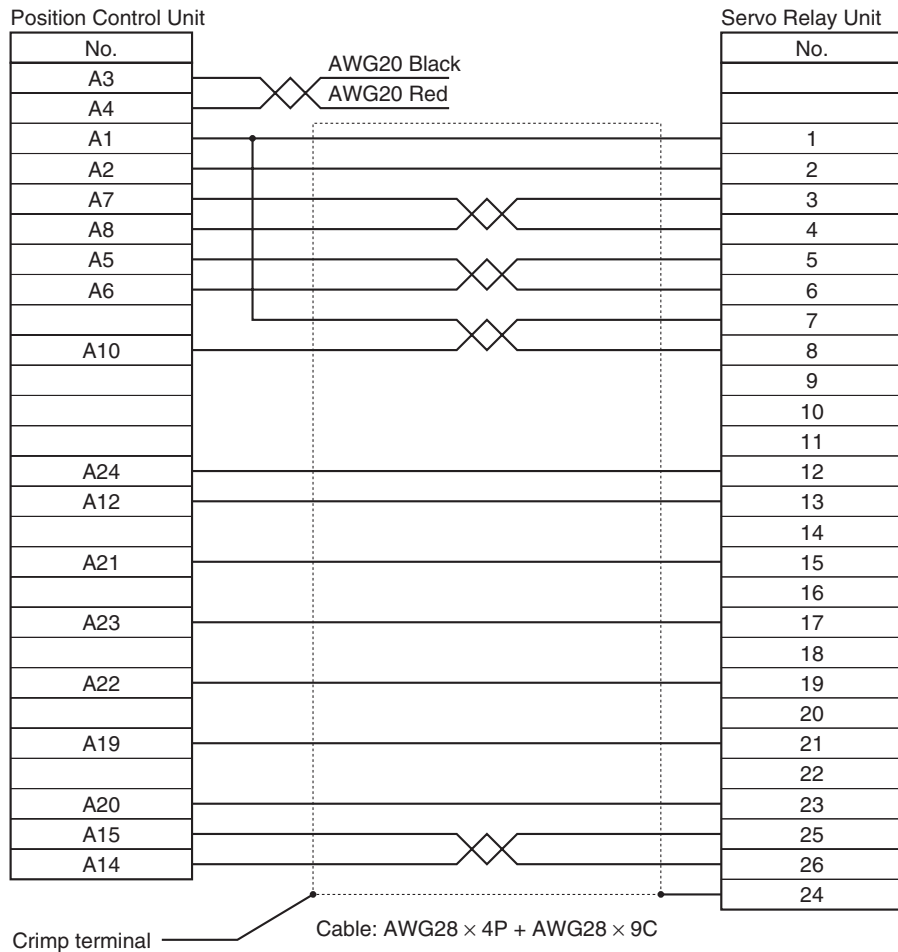 Position Control Unit Servo Relay Unit
No. No.
A3 AWG20 Black
A4 AWG20 Red
A1 1
A2 2
A7 3
A8 4
A5 5
A6 6
7
A10 8
9
10
11
A24 12
A12 13
14
A21 15
16
A23 17
18
A22 19
20
A19 21
22
A20 23
A15 25
A14 26
24
Crimp terminal Cable: AWG28 × 4P + AWG28 × 9C